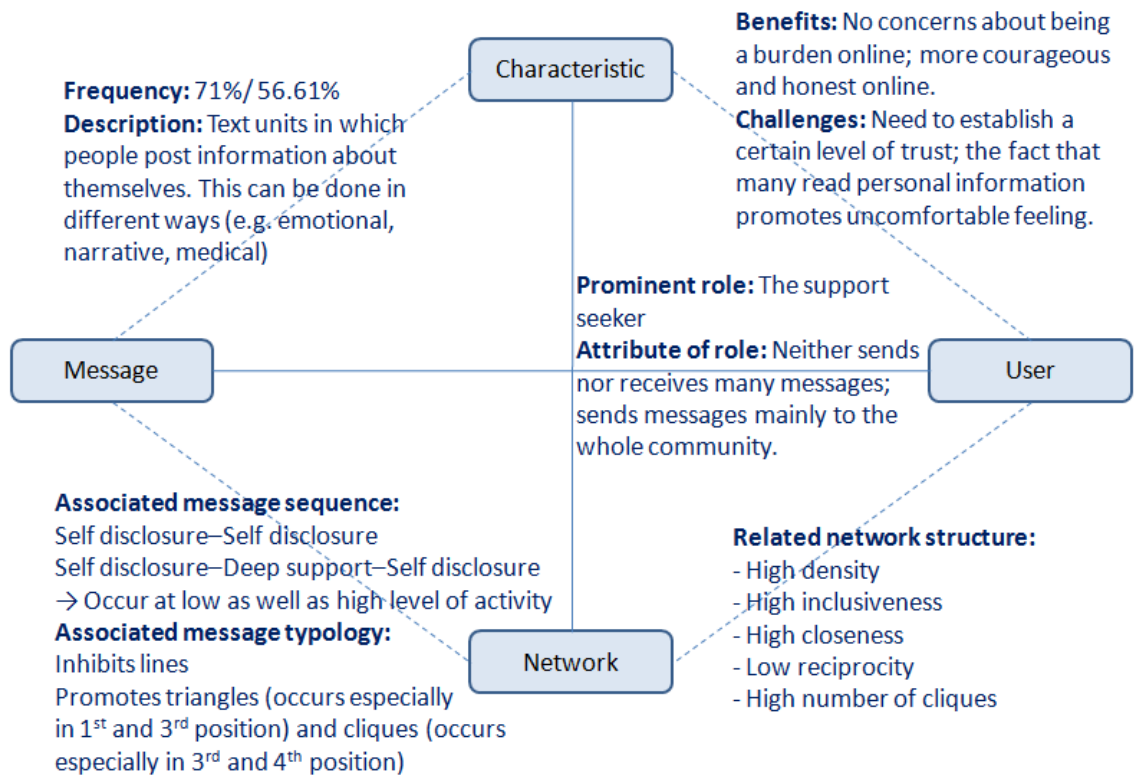 Characteristic
Frequency: 71%/ 56.61%
Description: Text units in which
people post information about
themselves. This can be done in
different ways (e.g. emotional,
narrative, medical)
Benefits: No concerns about being
a burden online; more courageous
and honest online.
Challenges: Need to establish a
certain level of trust; the fact that
many read personal information
promotes uncomfortable feeling.
Message
Prominent role: The support
seeker
Attribute of role: Neither sends
nor receives many messages;
sends messages mainly to the
whole community.
User
Associated message sequence:
Self disclosure–Self disclosure
Self disclosure–Deep support–Self disclosure
→ Occur at low as well as high level of activity
Associated message typology:
Inhibits lines
Promotes triangles (occurs especially
in 1st and 3rd position) and cliques (occurs
especially in 3rd and 4th position)
Network
Related network structure:
- High density
- High inclusiveness
- High closeness
- Low reciprocity
- High number of cliques